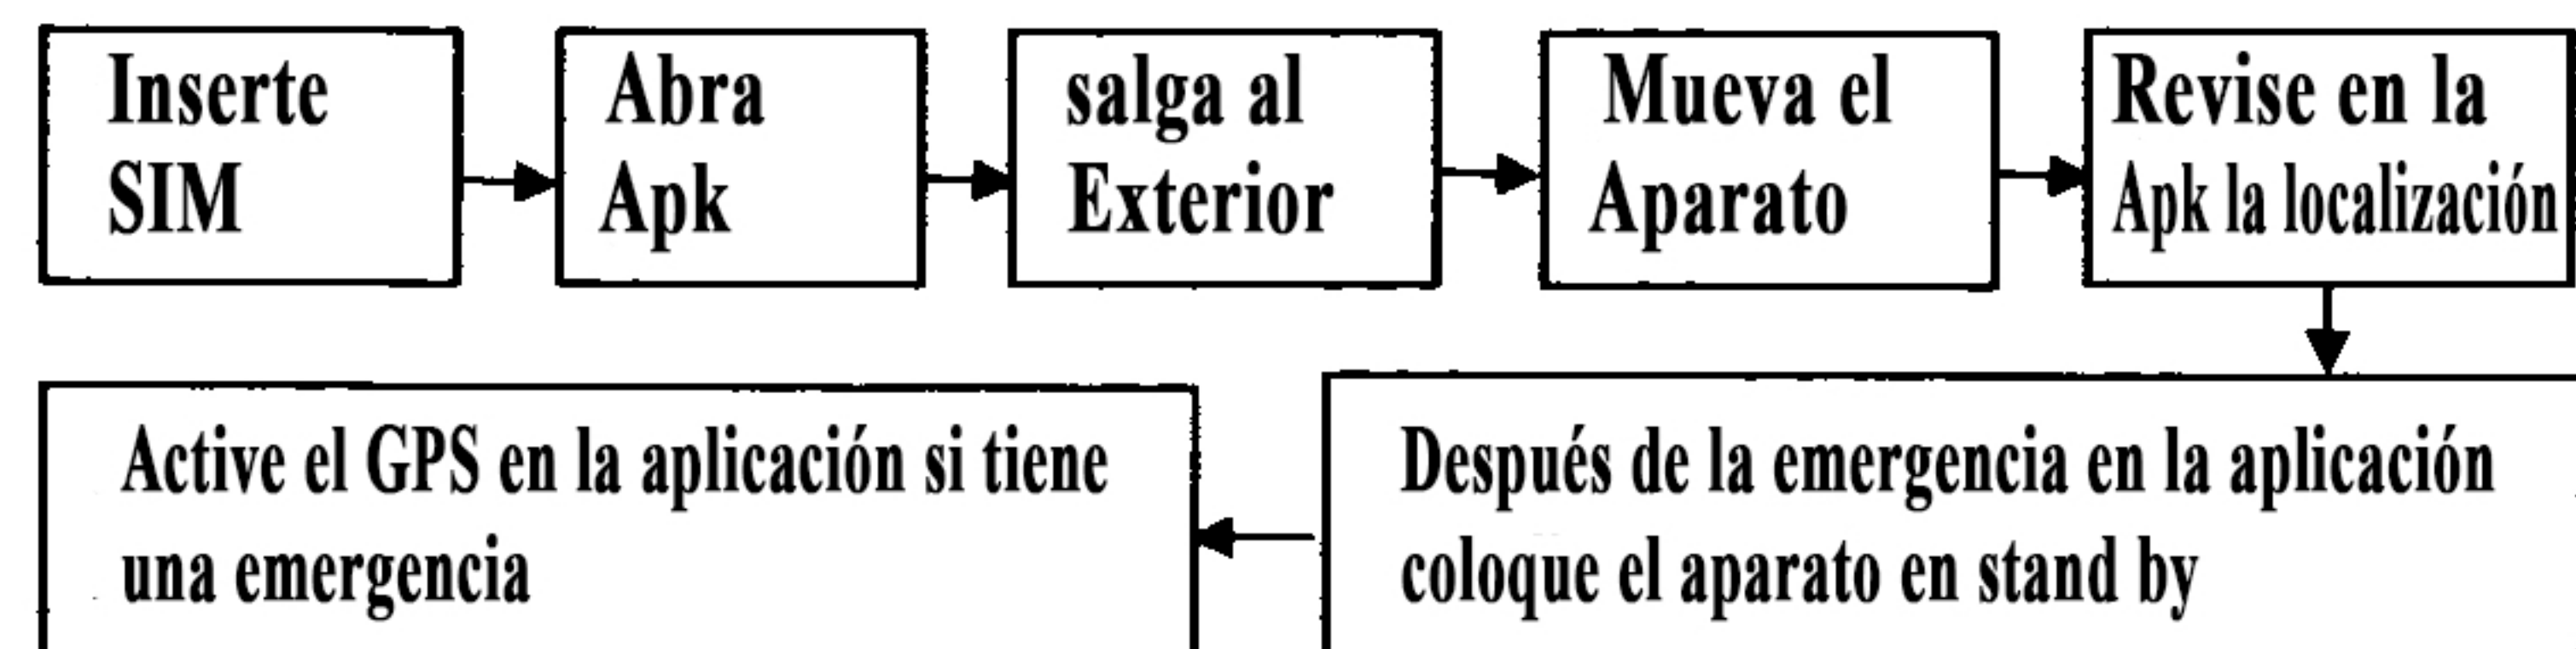 Inserte
SIM
Abra
Apk
salga al
Exterior
Mueva el
Aparato
Revise en la
Apk la localización
Después de la emergencia en la aplicación
coloque el aparato en stand by
Active el GPS en la aplicación si tiene
una emergencia